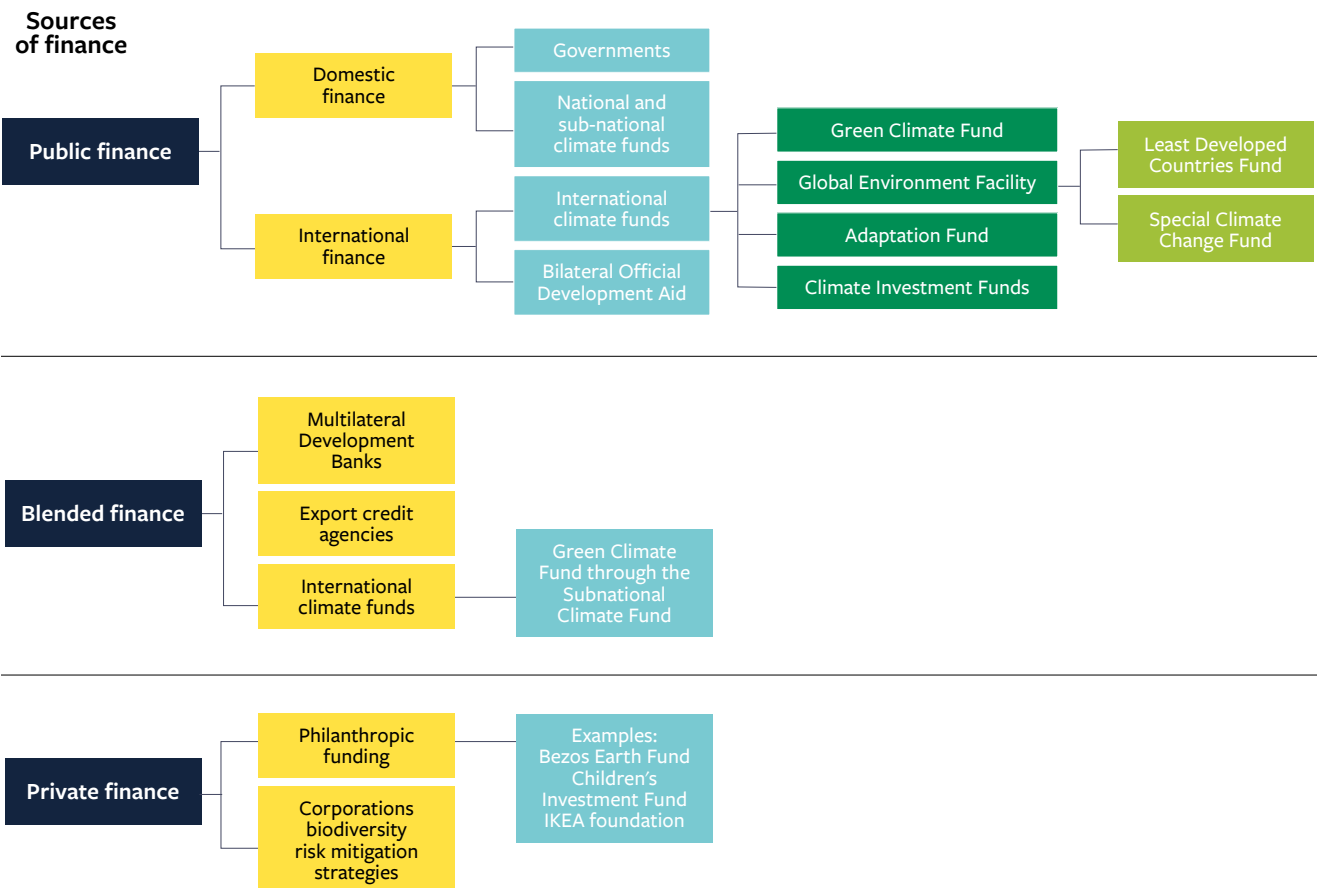 Sources
of finance
Public finance
Domestic
finance
International
finance
Governments
National and
sub-national
climate funds
International
climate funds
Bilateral Official
Development Aid
Green Climate Fund
Global Environment Facility
Adaptation Fund
Climate Investment Funds
Least Developed
Countries Fund
Special Climate
Change Fund
Blended finance
Multilateral
Development
Banks
Export credit
agencies
International
climate funds
Green Climate
Fund through the
Subnational
Climate Fund
Private finance
Philanthropic
funding
Corporations
biodiversity
risk mitigation
strategies
Examples:
Bezos Earth Fund
Children's
Investment Fund
IKEA foundation